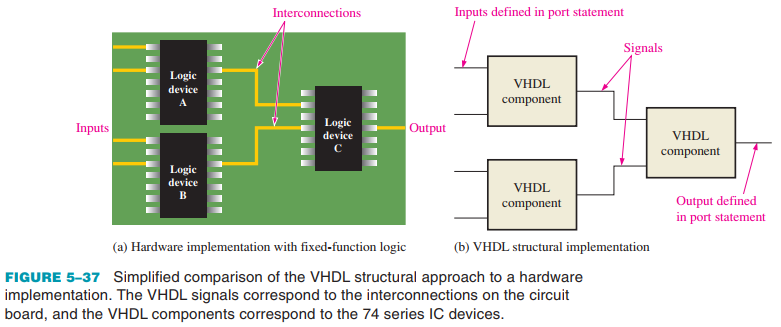 Interconnections
Inputs
Logic
device
A
Logic
device
B
Logic
device
C
Output
(a) Hardware implementation with fixed-function logic
Inputs defined in port statement
Signals
VHDL
component
VHDL
component
VHDL
component
Output defined
in port statement
(b) VHDL structural implementation
FIGURE 5–37 Simplified comparison of the VHDL structural approach to a hardware
implementation. The VHDL signals correspond to the interconnections on the circuit
board, and the VHDL components correspond to the 74 series IC devices.